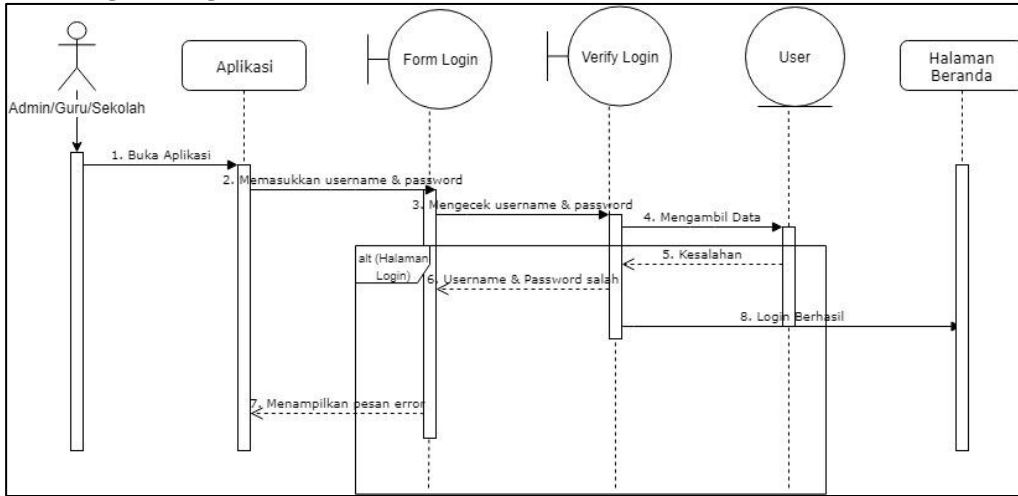 Aplikasi
Form Login
Verify Login
User
Halaman
Beranda
Admin/Guru/Sekolah
1. Buka Aplikasi
2. Memasukkan username & password
3. Mengecek username & password
4. Mengambil Data
alt (Halaman
Login)
5. Kesalahan
6. Username & Password salah
8. Login Berhasil
7. Menampilkan pesan error